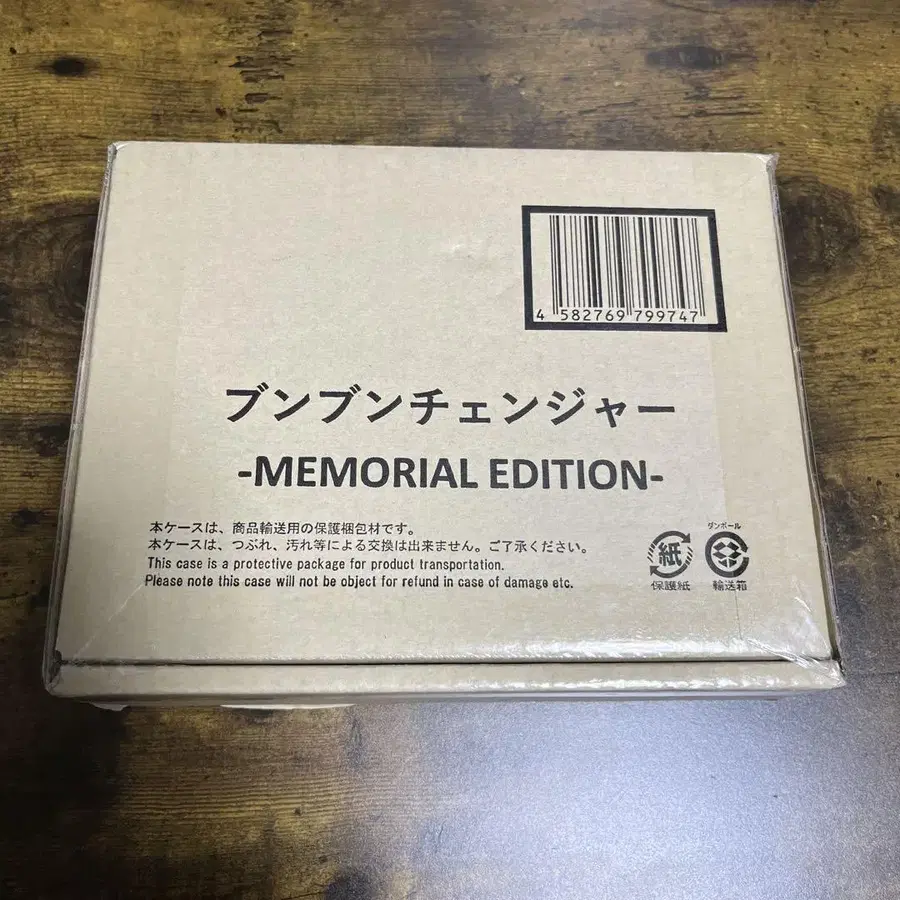 4 582769 799747
ブンブンチェンジャー
-MEMORIAL EDITION-
本ケースは、商品輸送用の保護梱包材です。
本ケースは、つぶれ、汚れ等による交換は出来ません。ご了承ください。
This case is a protective package for product transportation.
Please note this case will not be object for refund in case of damage etc.
紙
保護紙
ダンボール
輸送箱